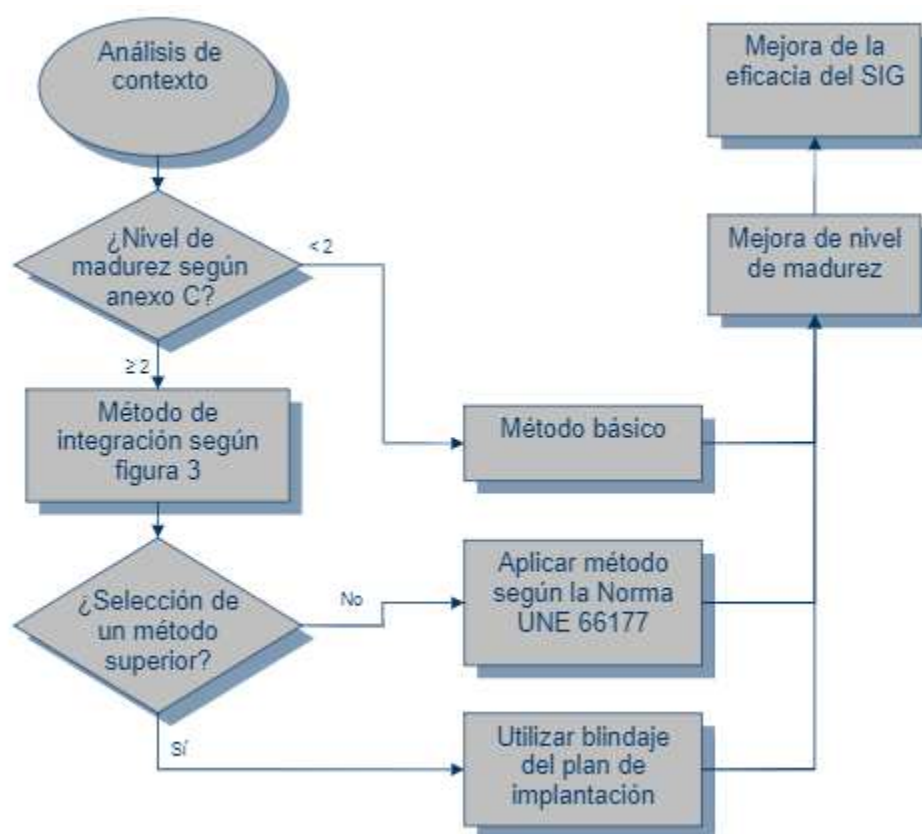 Análisis de
contexto
¿Nivel de
madurez según
anexo C?
< 2
≥ 2
Método de
integración según
figura 3
¿Selección de
un método
superior?
No
Sí
Método básico
Aplicar método
según la Norma
UNE 66177
Utilizar blindaje
del plan de
implantación
Mejora de nivel
de madurez
Mejora de la
eficacia del SIG